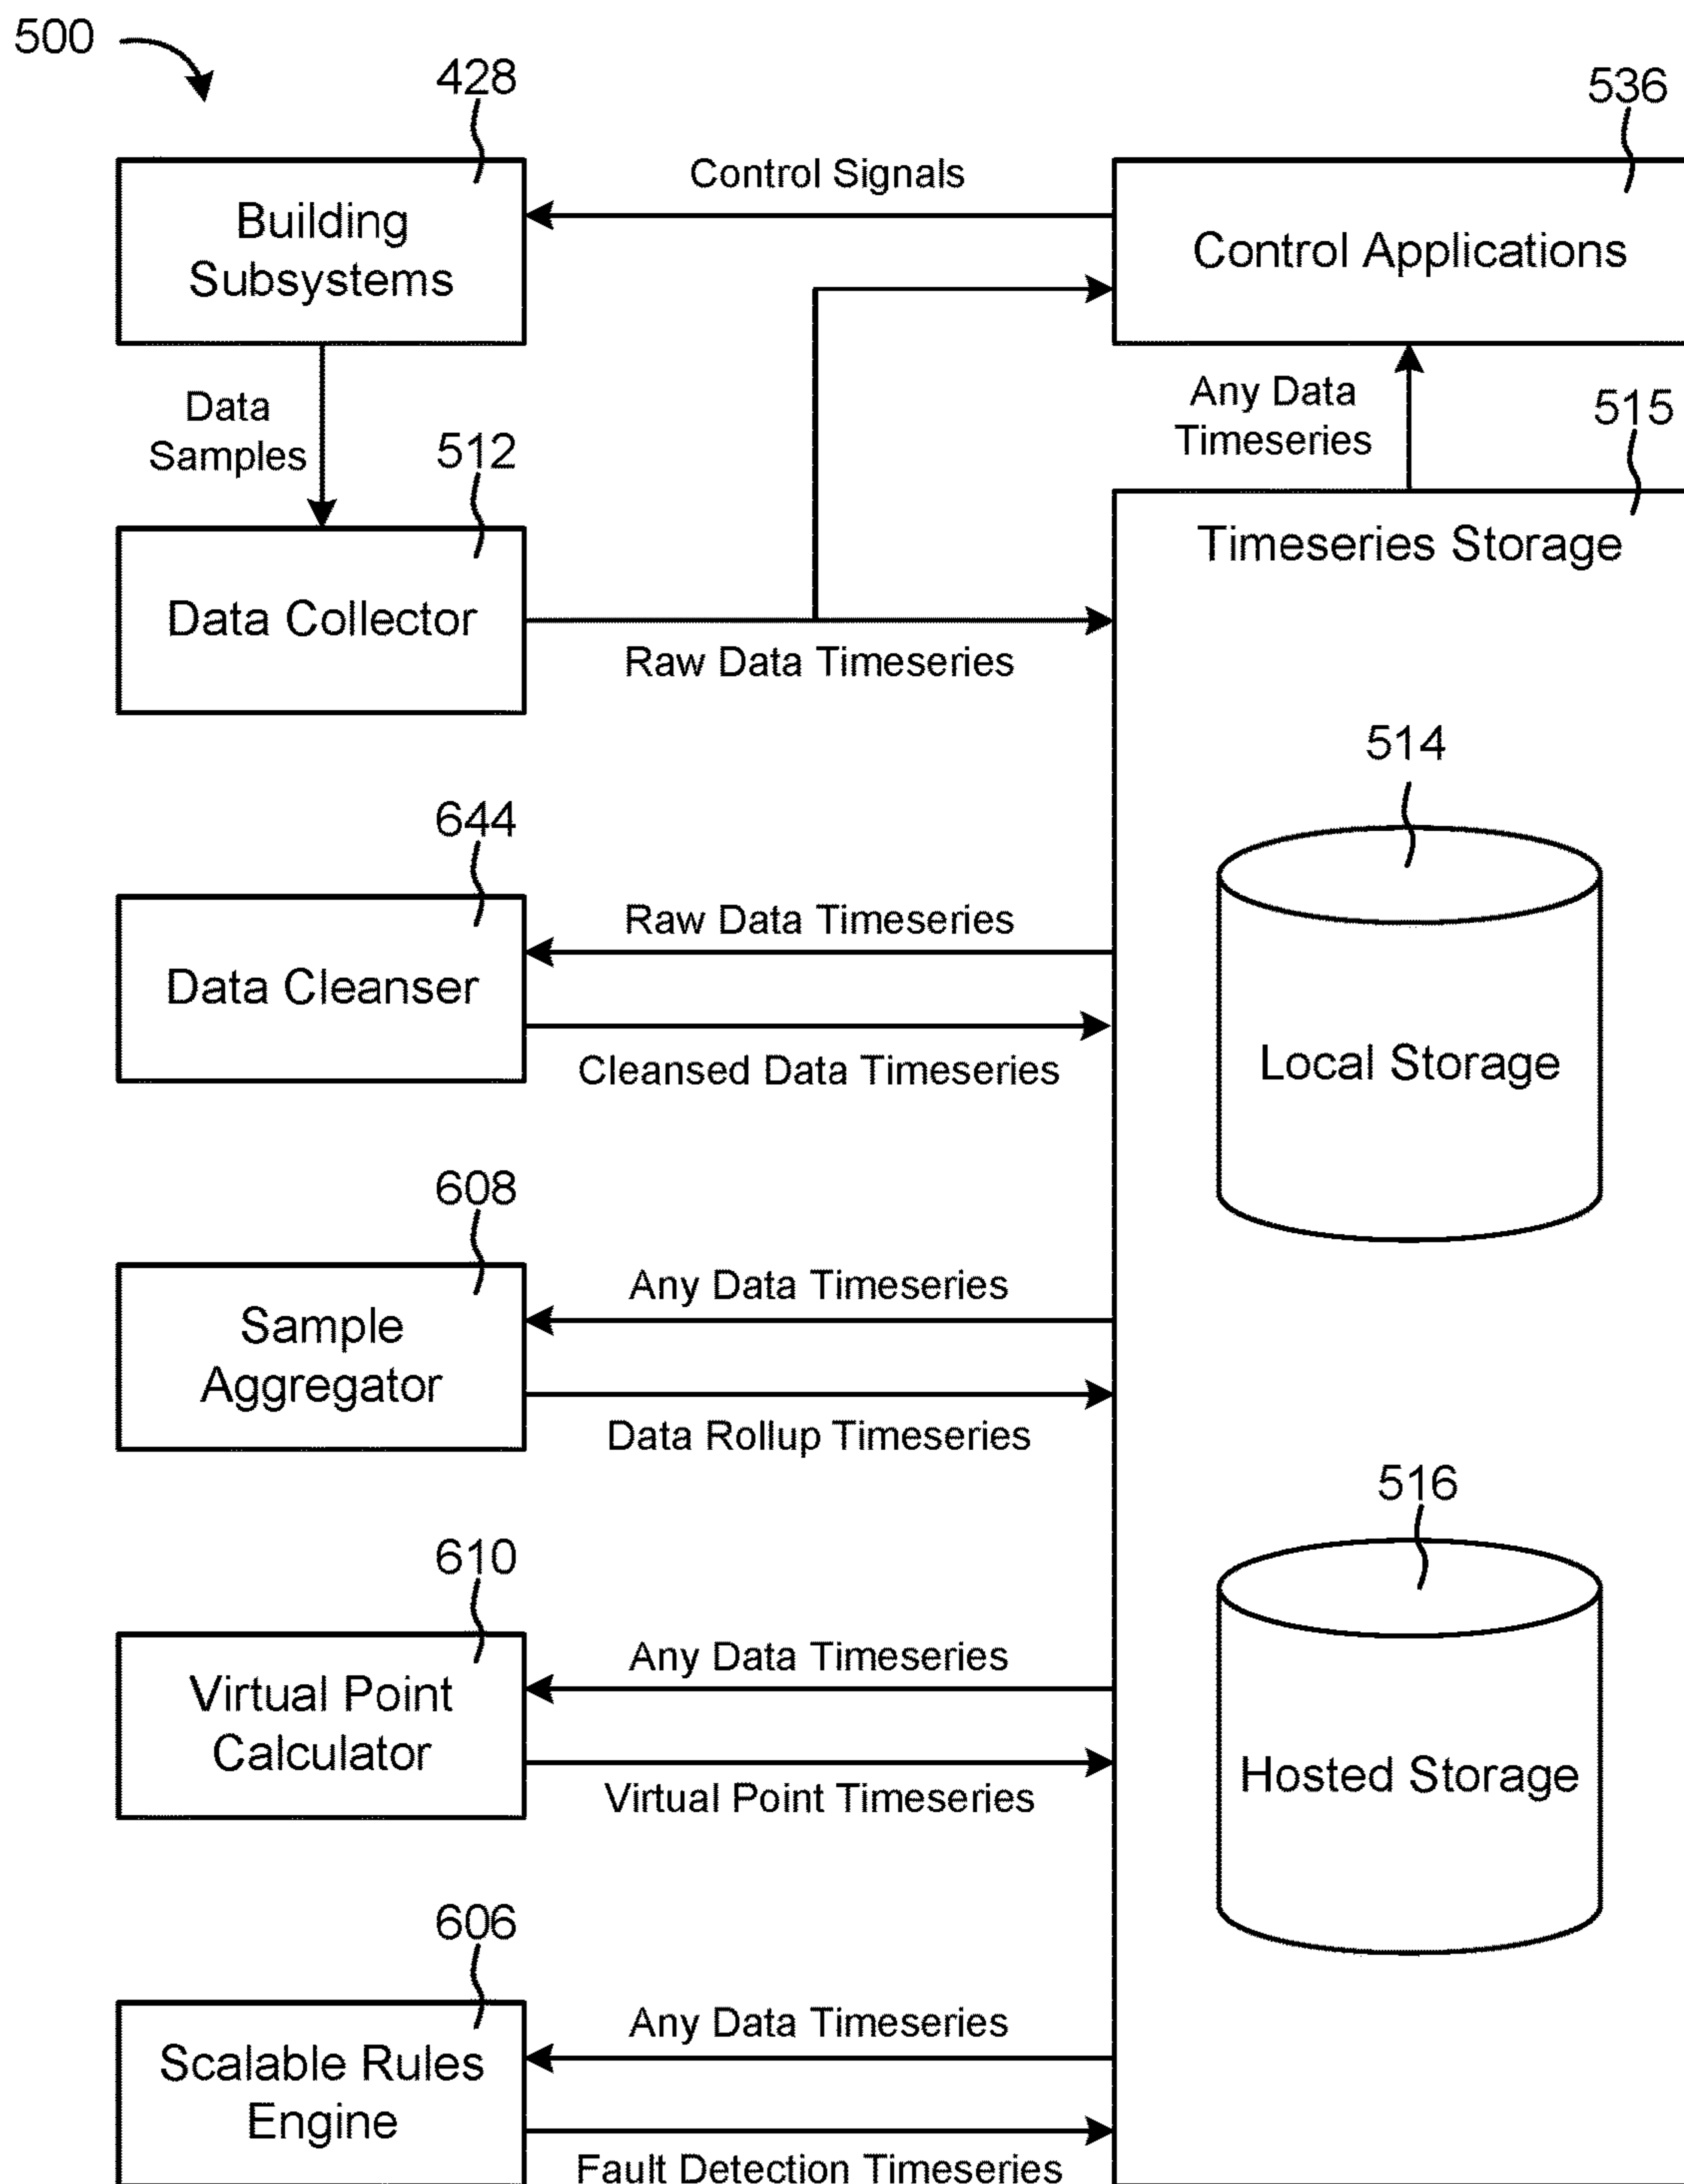 500
428
536
Control Signals
Building
Subsystems
Control Applications
Data
Samples
Any Data
Timeseries
515
512
Timeseries Storage
Data Collector
Raw Data Timeseries
514
644
Raw Data Timeseries
Data Cleanser
Cleansed Data Timeseries
Local Storage
608
Any Data Timeseries
Sample
Aggregator
Data Rollup Timeseries
516
610
Any Data Timeseries
Virtual Point
Calculator
Virtual Point Timeseries
Hosted Storage
606
Any Data Timeseries
Scalable Rules
Engine
Fault Detection Timeseries